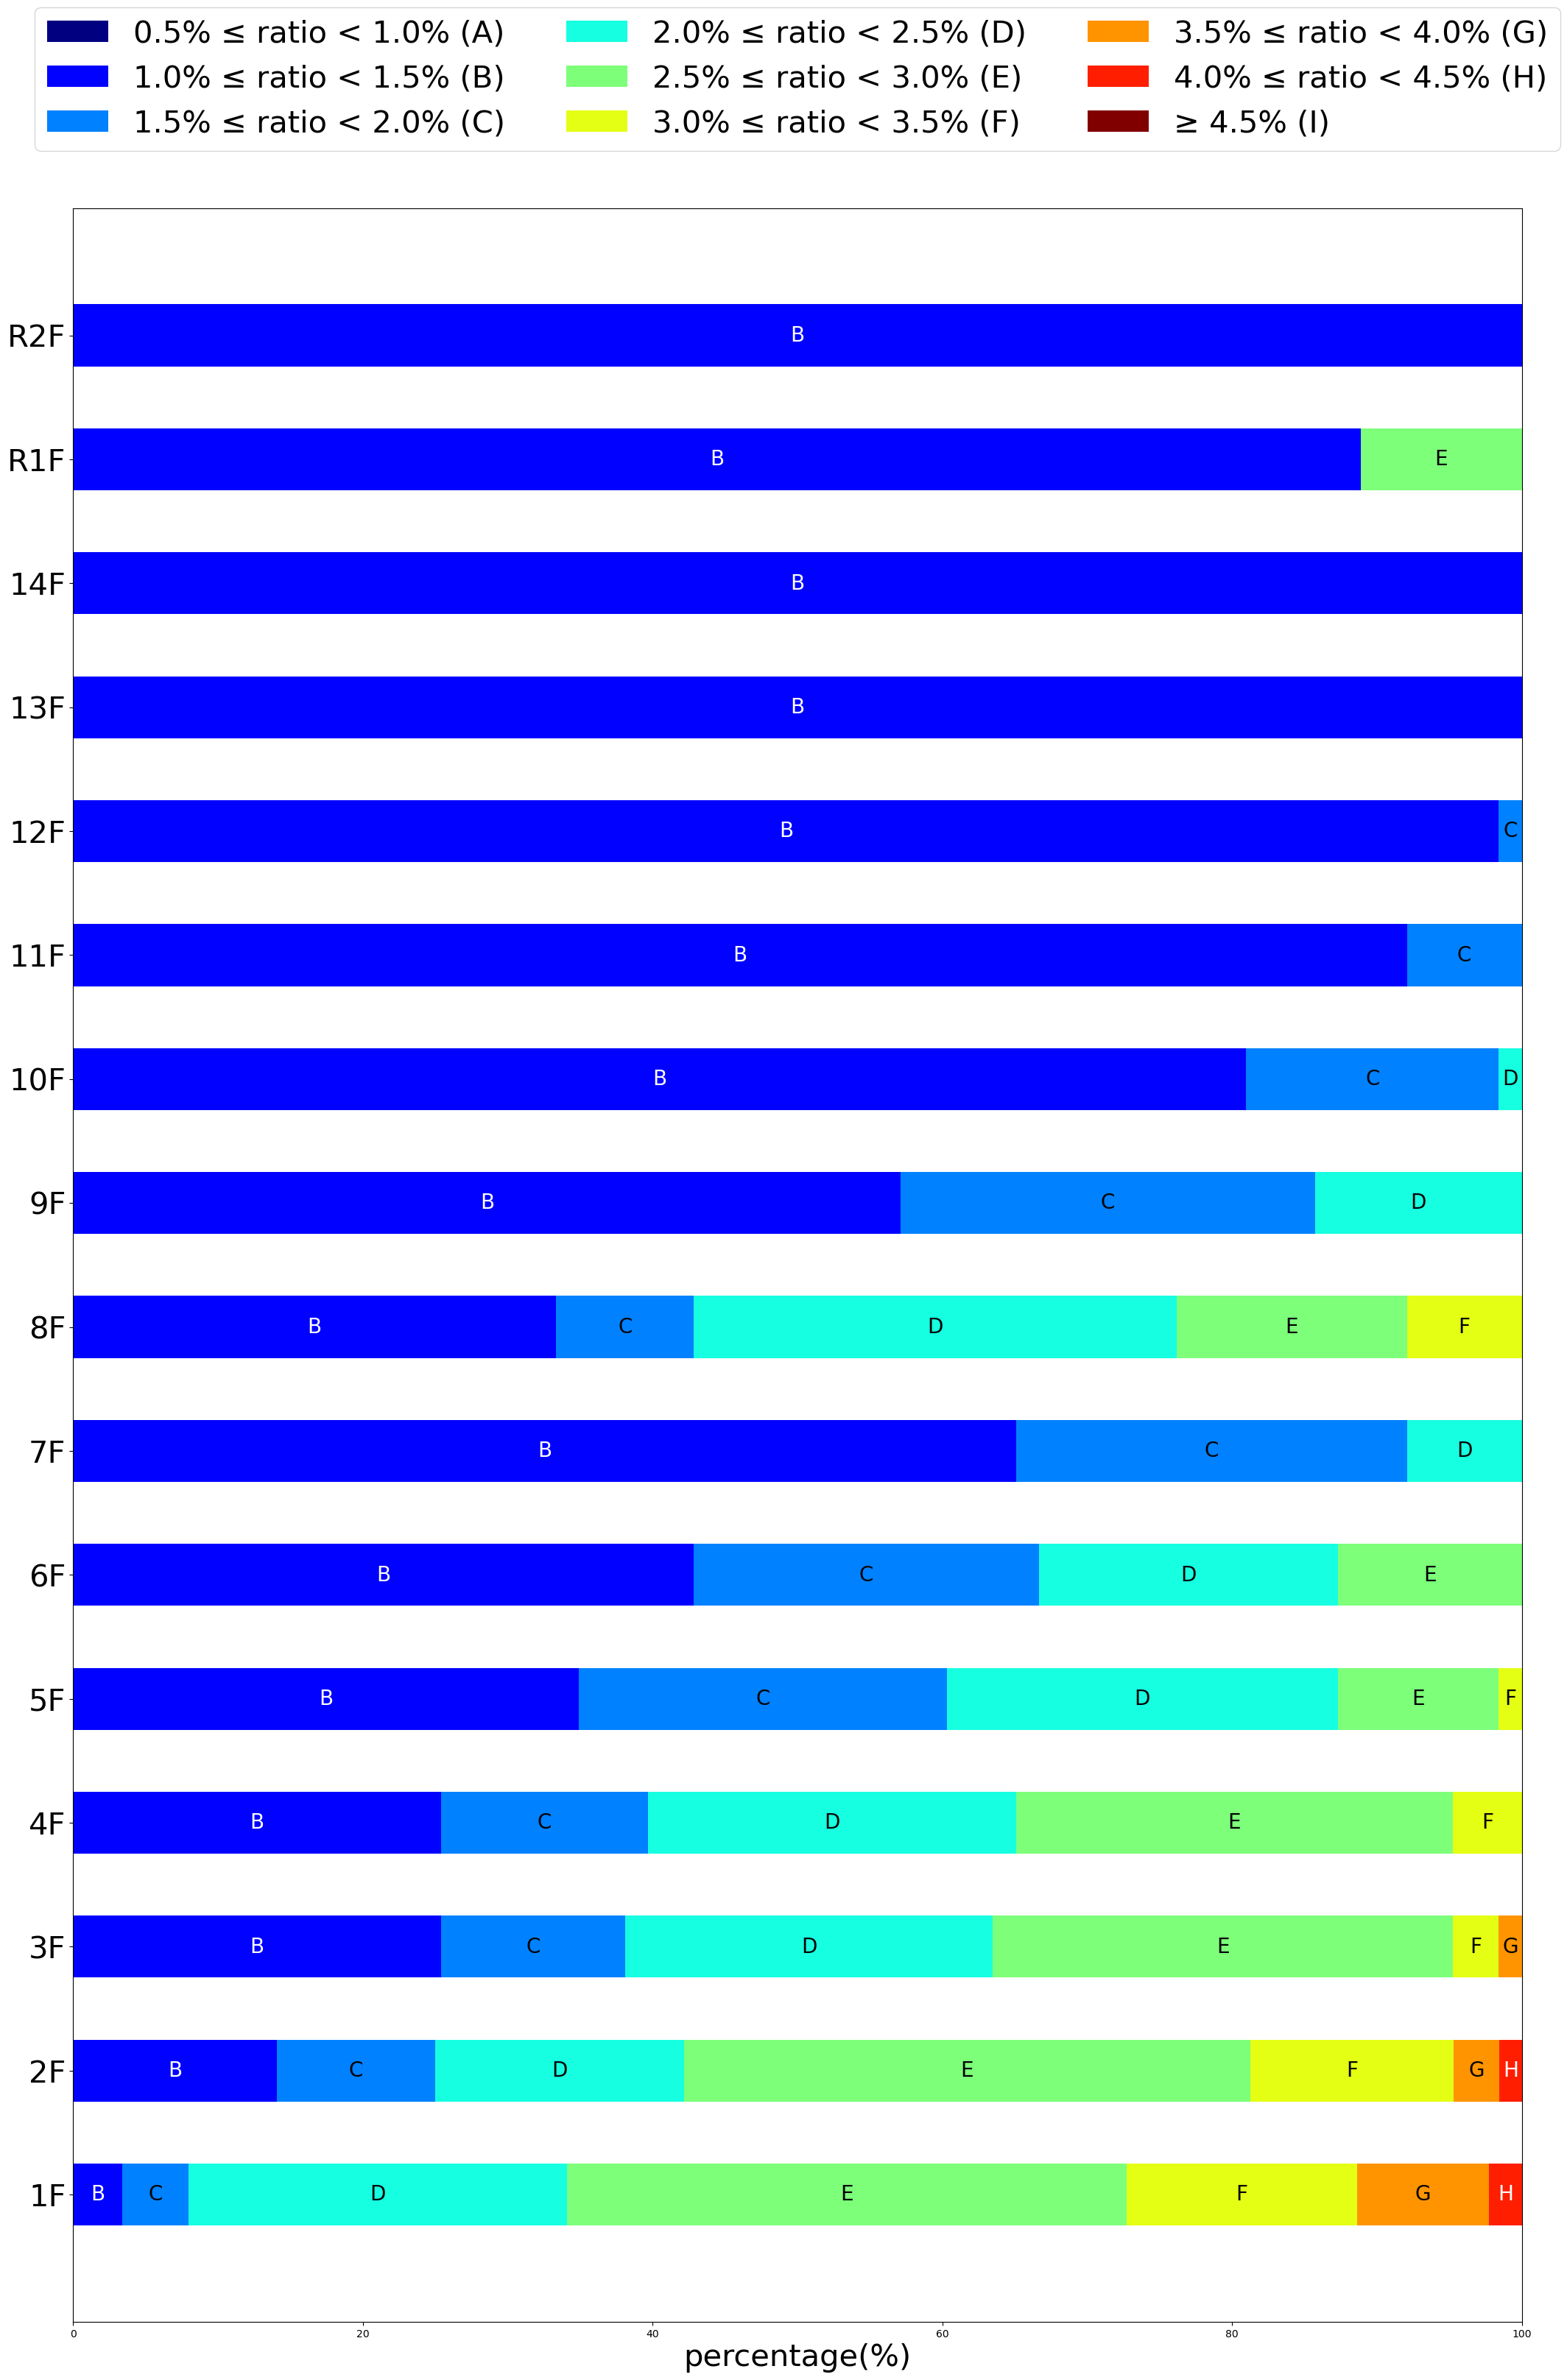 0.5% ≤ ratio < 1.0% (A) 2.0% ≤ ratio < 2.5% (D) 3.5% ≤ ratio < 4.0% (G)
1.0% ≤ ratio < 1.5% (B) 2.5% ≤ ratio < 3.0% (E) 4.0% ≤ ratio < 4.5% (H)
1.5% ≤ ratio < 2.0% (C) 3.0% ≤ ratio < 3.5% (F) ≥ 4.5% (I)
R2F B
R1F B E
14F B
13F B
12F B C
11F B C
10F B C D
9F B C D
8F B C D E F
7F B C D
6F B C D E
5F B C D E F
4F B C D E F
3F B C D E F G
2F B C D E F G H
1F B C D E F G H
0 20 40 60 80 100
percentage(%)